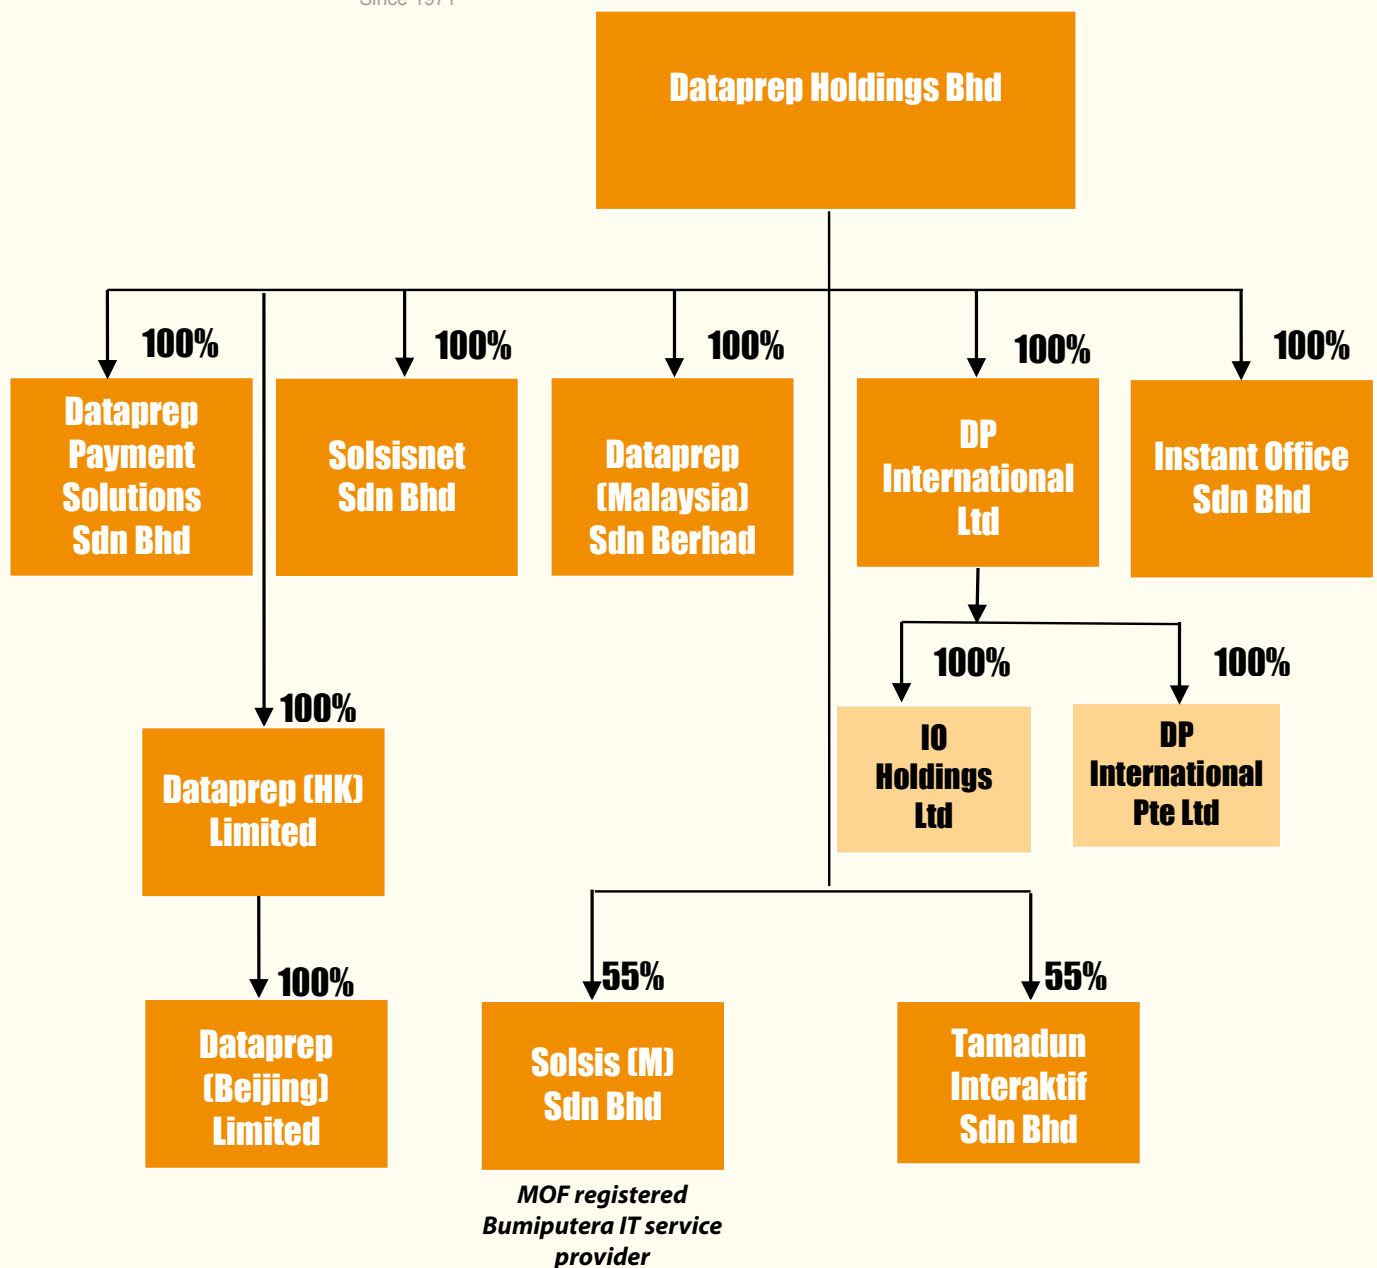 Since 1971
Dataprep Holdings Bhd
100%
100%
100%
100%
100%
Dataprep
Payment
Solutions
Sdn Bhd
Solsisnet
Sdn Bhd
Dataprep
(Malaysia)
Sdn Berhad
DP
International
Ltd
Instant Office
Sdn Bhd
100%
100%
100%
IO
Holdings
Ltd
DP
International
Pte Ltd
Dataprep (HK)
Limited
100%
55%
55%
Dataprep
(Beijing)
Limited
Solsis (M)
Sdn Bhd
Tamadun
Interaktif
Sdn Bhd
MOF registered
Bumiputera IT service
provider